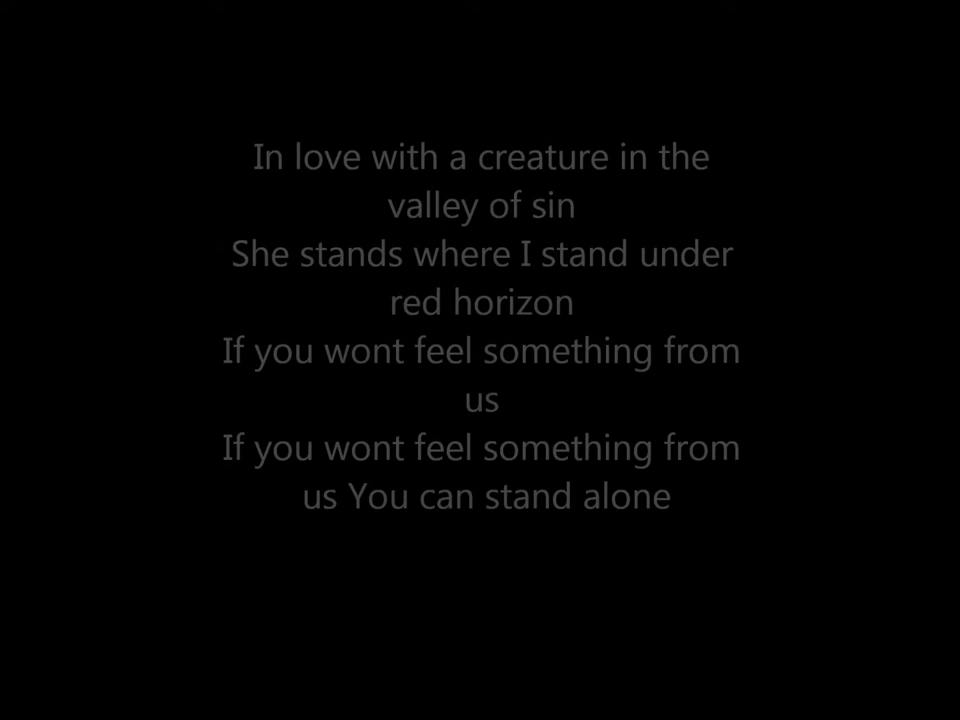 In love with a creature in the
valley of sin
She stands where I stand under
red horizon
If you wont feel something from
us
If you wont feel something from
us You can stand alone